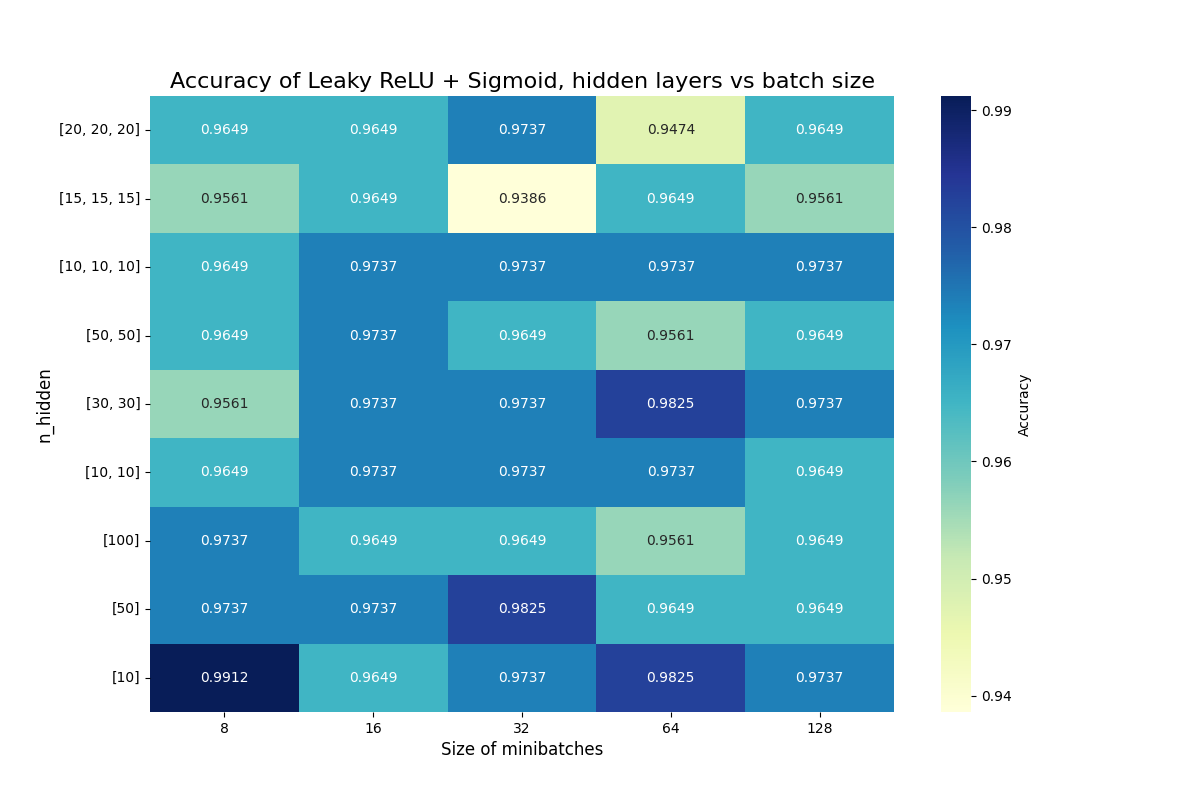 Accuracy of Leaky ReLU + Sigmoid, hidden layers vs batch size
[20, 20, 20] 0.9649 0.9649 0.9737 0.9474 0.9649
[15, 15, 15] 0.9561 0.9649 0.9386 0.9649 0.9561
[10, 10, 10] 0.9649 0.9737 0.9737 0.9737 0.9737
[50, 50] 0.9649 0.9737 0.9649 0.9561 0.9649
[30, 30] 0.9561 0.9737 0.9737 0.9825 0.9737
[10, 10] 0.9649 0.9737 0.9737 0.9737 0.9649
[100] 0.9737 0.9649 0.9649 0.9561 0.9649
[50] 0.9737 0.9737 0.9825 0.9649 0.9649
[10] 0.9912 0.9649 0.9737 0.9825 0.9737
8 16 32 64 128
Size of minibatches
n_hidden
0.99
0.98
0.97
0.96
0.95
0.94
Accuracy